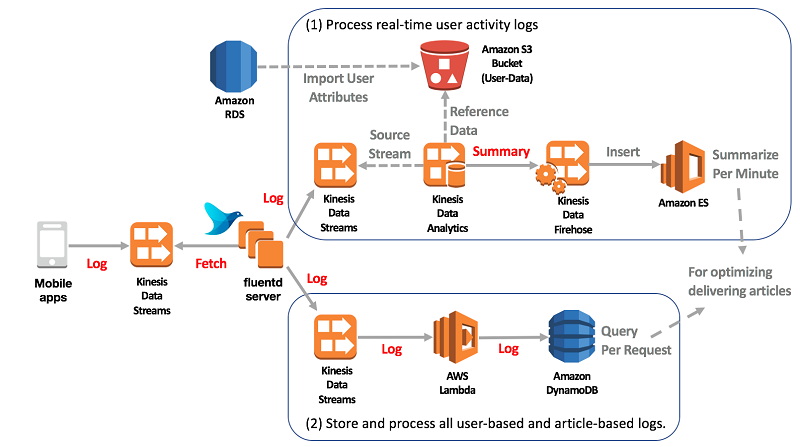 (1) Process real-time user activity logs
Amazon S3
Bucket
(User-Data)
Import User
Attributes
Amazon
RDS
Reference
Data
Source
Stream
Summary
Insert
Summarize
Per Minute
Log
Kinesis
Data
Streams
Kinesis
Data
Analytics
Kinesis
Data
Firehose
Amazon ES
Mobile
apps
Log
Kinesis
Data
Streams
Fetch
fluentd
server
Log
For optimizing
delivering articles
Kinesis
Data
Streams
Log
AWS
Lambda
Log
Amazon
DynamoDB
Query
Per Request
(2) Store and process all user-based and article-based logs.